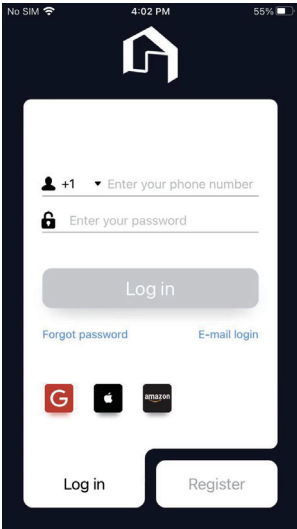 No SIM 4:02 PM 55%
+1 Enter your phone number
Enter your password
Log in
Forgot password E-mail login
G amazon
Log in Register